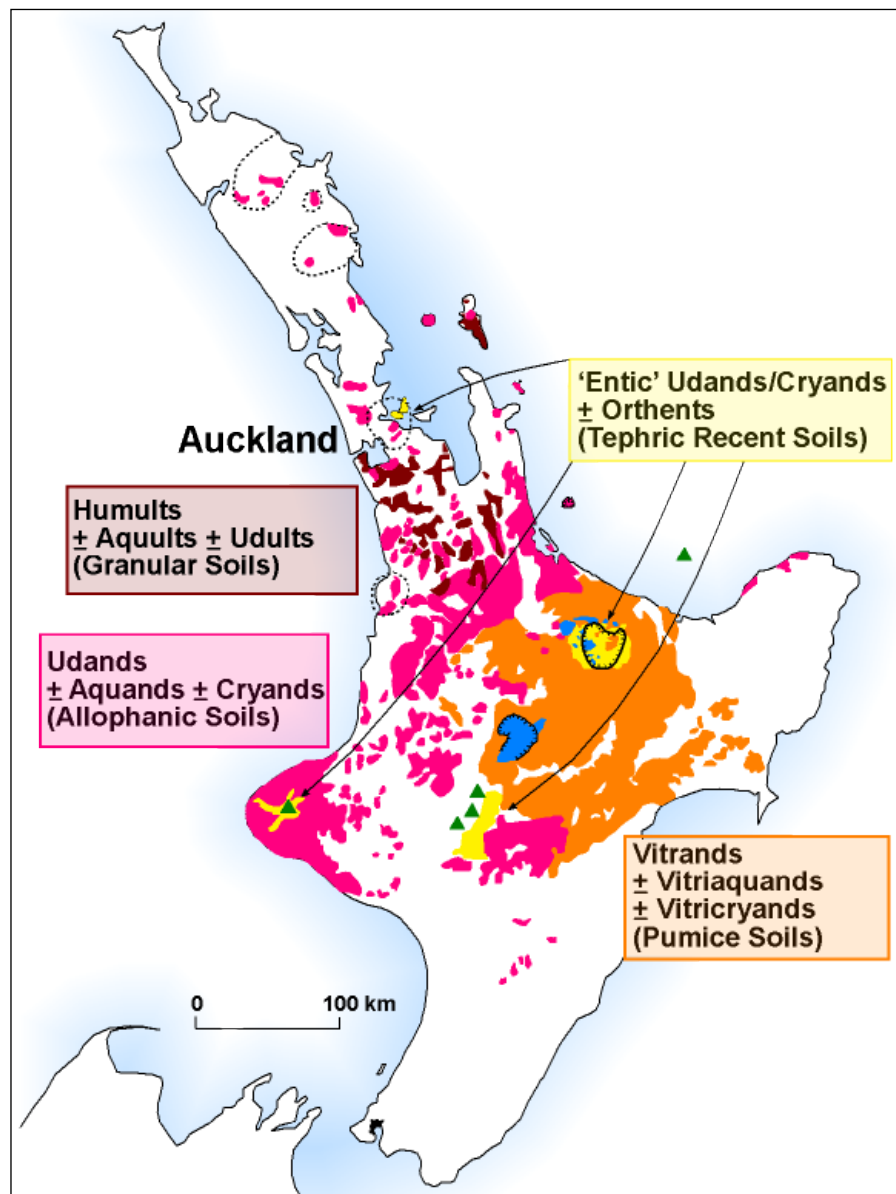 'Entic' Udands/Cryands
± Orthents
(Tephric Recent Soils)
Auckland
Humults
± Aquults ± Udults
(Granular Soils)
Udands
± Aquands ± Cryands
(Allophanic Soils)
Vitrands
± Vitriaquands
± Vitricryands
(Pumice Soils)
0 100 km